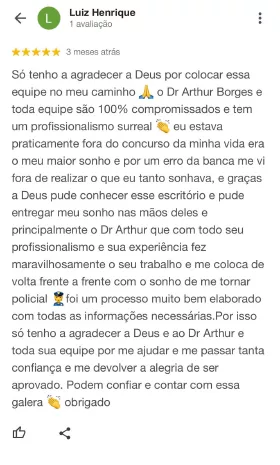 L
Luiz Henrique
1 avaliação
3 meses atrás
Só tenho a agradecer a Deus por colocar essa
equipe no meu caminho 🙏 o Dr Arthur Borges e
toda equipe são 100% compromissados e tem
um profissionalismo surreal 👏 eu estava
praticamente fora do concurso da minha vida era
o meu maior sonho e por um erro da banca me vi
fora de realizar o que eu tanto sonhava, e graças
a Deus pude conhecer esse escritório e pude
entregar meu sonho nas mãos deles e
principalmente o Dr Arthur que com todo seu
profissionalismo e sua experiência fez
maravilhosamente o seu trabalho e me coloca de
volta frente a frente com o sonho de me tornar
policial 👮foi um processo muito bem elaborado
com todas as informações necessárias.Por isso
só tenho a agradecer a Deus e ao Dr Arthur e
toda sua equipe por me ajudar e me passar tanta
confiança e me devolver a alegria de ser
aprovado. Podem confiar e contar com essa
galera 👏 obrigado